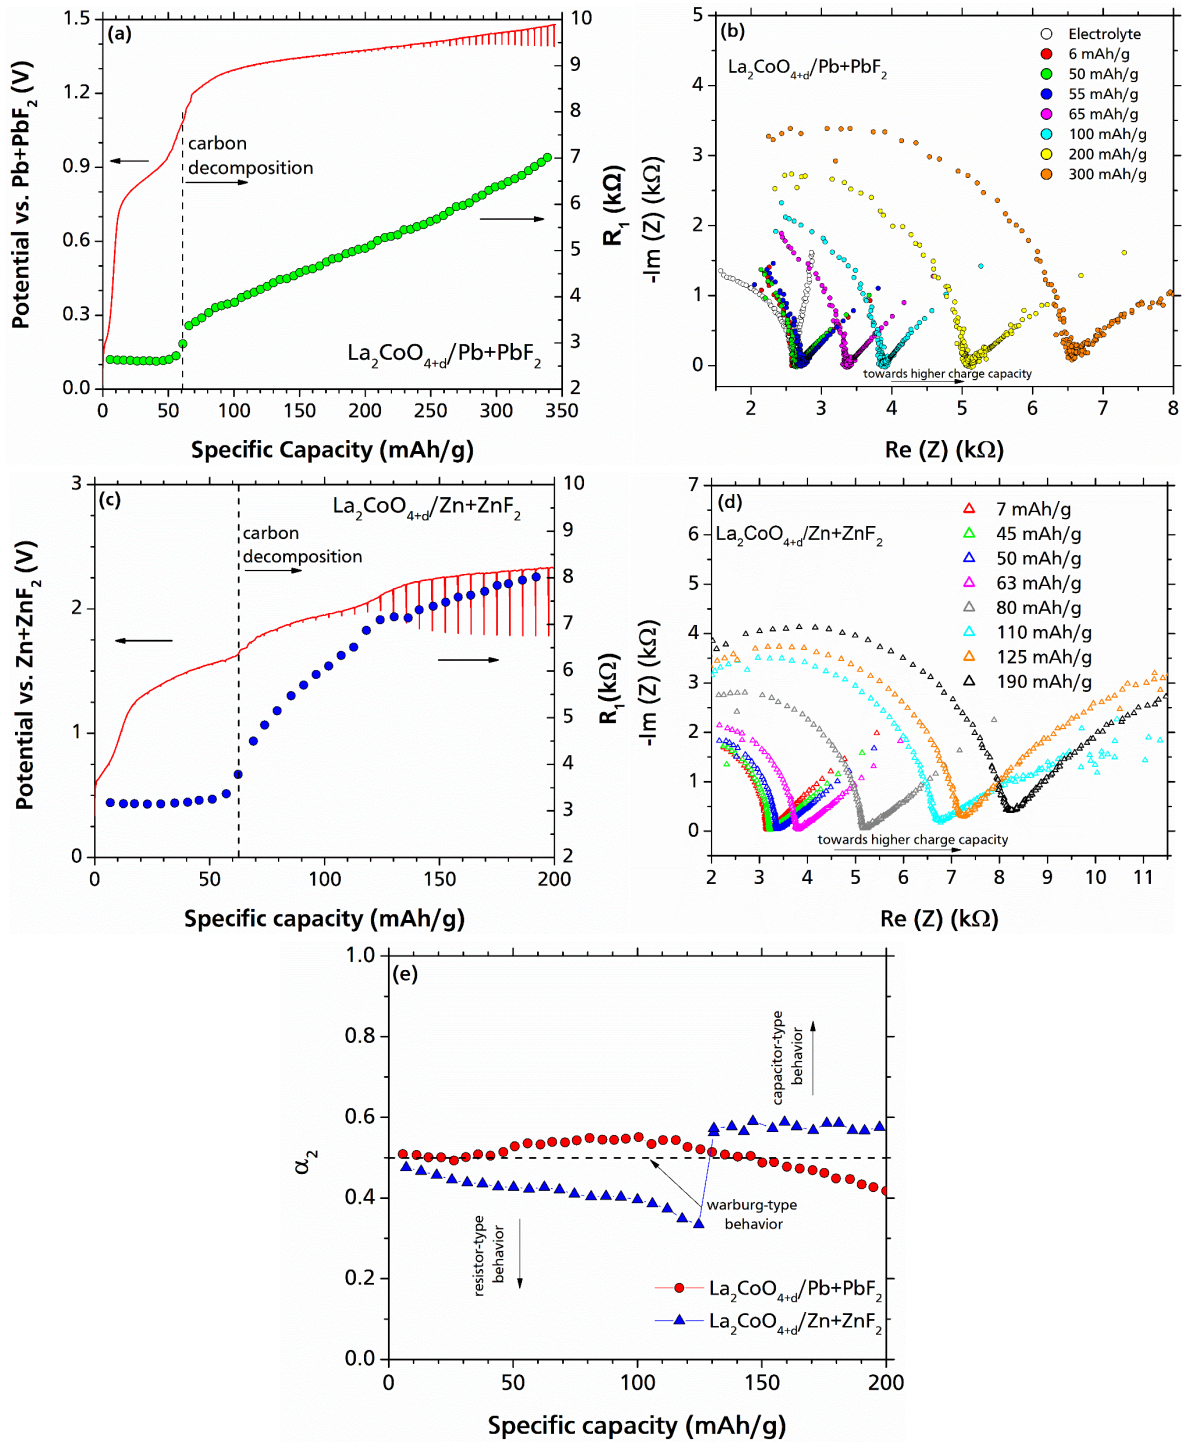 (a)
1.5
1.2
0.9
0.6
0.3
0.0
Potential vs. Pb+PbF2 (V)
carbon
decomposition
La2CoO4+d/Pb+PbF2
10
9
8
7
6
5
4
3
2
R1 (kΩ)
0 50 100 150 200 250 300 350
Specific Capacity (mAh/g)
(b)
5
4
3
2
1
0
-Im (Z) (kΩ)
La2CoO4+d/Pb+PbF2
Electrolyte
6 mAh/g
50 mAh/g
55 mAh/g
65 mAh/g
100 mAh/g
200 mAh/g
300 mAh/g
towards higher charge capacity
2 3 4 5 6 7 8
Re (Z) (kΩ)
(c)
3
2
1
0
Potential vs. Zn+ZnF2 (V)
La2CoO4+d/Zn+ZnF2
carbon
decomposition
10
9
8
7
6
5
4
3
2
R1(kΩ)
0 50 100 150 200
Specific capacity (mAh/g)
(d)
7
6
5
4
3
2
1
0
-Im (Z) (kΩ)
La2CoO4+d/Zn+ZnF2
7 mAh/g
45 mAh/g
50 mAh/g
63 mAh/g
80 mAh/g
110 mAh/g
125 mAh/g
190 mAh/g
towards higher charge capacity
2 3 4 5 6 7 8 9 10 11
Re (Z) (kΩ)
(e)
1.0
0.8
0.6
0.4
0.2
0.0
α2
capacitor-type
behavior
warburg-type
behavior
resistor-type
behavior
La2CoO4+d/Pb+PbF2
La2CoO4+d/Zn+ZnF2
0 50 100 150 200
Specific capacity (mAh/g)